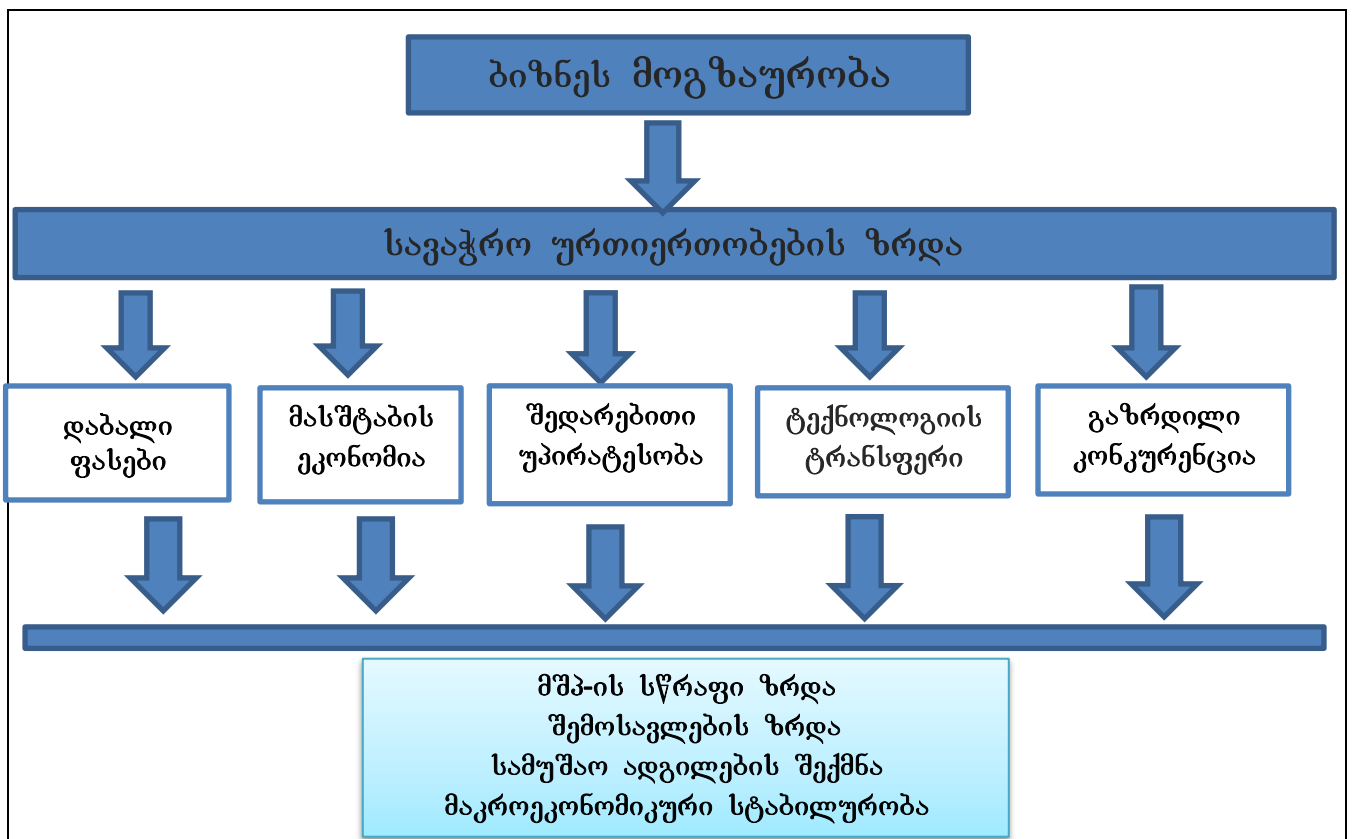 ბიზნეს მოგზაურობა
სავაჭრო ურთიერთობების ზრდა
დაბალი
ფასები
მასშტაბის
ეკონომია
შედარებითი
უპირატესობა
ტექნოლოგიის
ტრანსფერი
გაზრდილი
კონკურენცია
მშპ-ის სწრაფი ზრდა
შემოსავლების ზრდა
სამუშაო ადგილების შექმნა
მაკროეკონომიკური სტაბილურობა